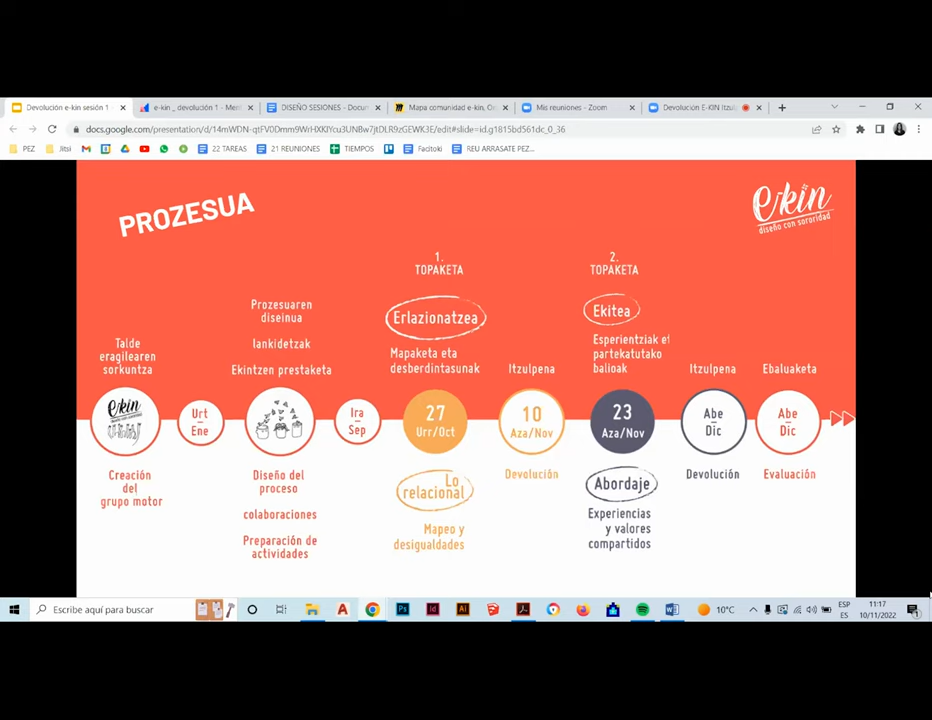 Devolución e-kin sesión 1
e-kin _ devolución 1 - Ment
DISEÑO SESIONES - Docum
Mapa comunidad e-kin, On
Mis reuniones - Zoom
Devolución E-KIN Itzul
docs.google.com/presentation/d/14mWDN-qtFV0Dmm9WrHXKIYcu3UNBw7jtDLR9zGEWK3E/edit#slide=id.g1815bd561dc_0_36
PEZ
Jitsi
22 TAREAS
21 REUNIONES
TIEMPOS
Facitoki
REU ARRASATE PEZ...
PROZESUA
e-kin
diseño con sororidad
1.
TOPAKETA
2.
TOPAKETA
Talde
eragilearen
sorkuntza
Prozesuaren
diseinua
lankidetzak
Ekintzen prestaketa
Erlazionatzea
Mapaketa eta
desberdintasunak
Itzulpena
Ekitea
Esperientziak et
partekatutako
balioak
Itzulpena
Ebaluaketa
ekin
Urt
Ene
Ira
Sep
27
Urr/Oct
10
Aza/Nov
23
Aza/Nov
Abe
Dic
Abe
Dic
Creación
del
grupo motor
Diseño del
proceso
colaboraciones
Preparación de
actividades
Lo
relacional
Mapeo y
desigualdades
Devolución
Abordaje
Experiencias
y valores
compartidos
Devolución
Evaluación
Escribe aquí para buscar
10°C
ESP
ES
11:17
10/11/2022